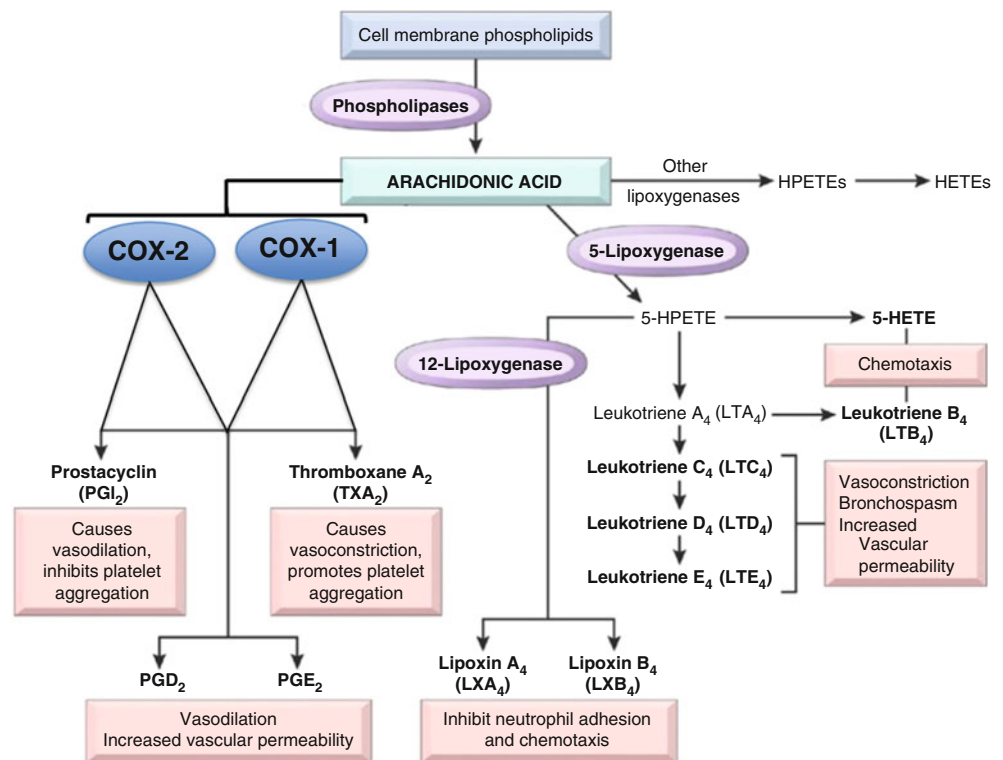 Cell membrane phospholipids
Phospholipases
ARACHIDONIC ACID
Other
lipoxygenases
HPETEs
HETEs
COX-2
COX-1
5-Lipoxygenase
5-HPETE
5-HETE
12-Lipoxygenase
Chemotaxis
Leukotriene A₄ (LTA₄)
Leukotriene B₄
(LTB₄)
Prostacyclin
(PGI₂)
Thromboxane A₂
(TXA₂)
Leukotriene C₄ (LTC₄)
Leukotriene D₄ (LTD₄)
Leukotriene E₄ (LTE₄)
Vasoconstriction
Bronchospasm
Increased
Vascular
permeability
Causes
vasodilation,
inhibits platelet
aggregation
Causes
vasoconstriction,
promotes platelet
aggregation
PGD₂
PGE₂
Vasodilation
Increased vascular permeability
Lipoxin A₄
(LXA₄)
Lipoxin B₄
(LXB₄)
Inhibit neutrophil adhesion
and chemotaxis